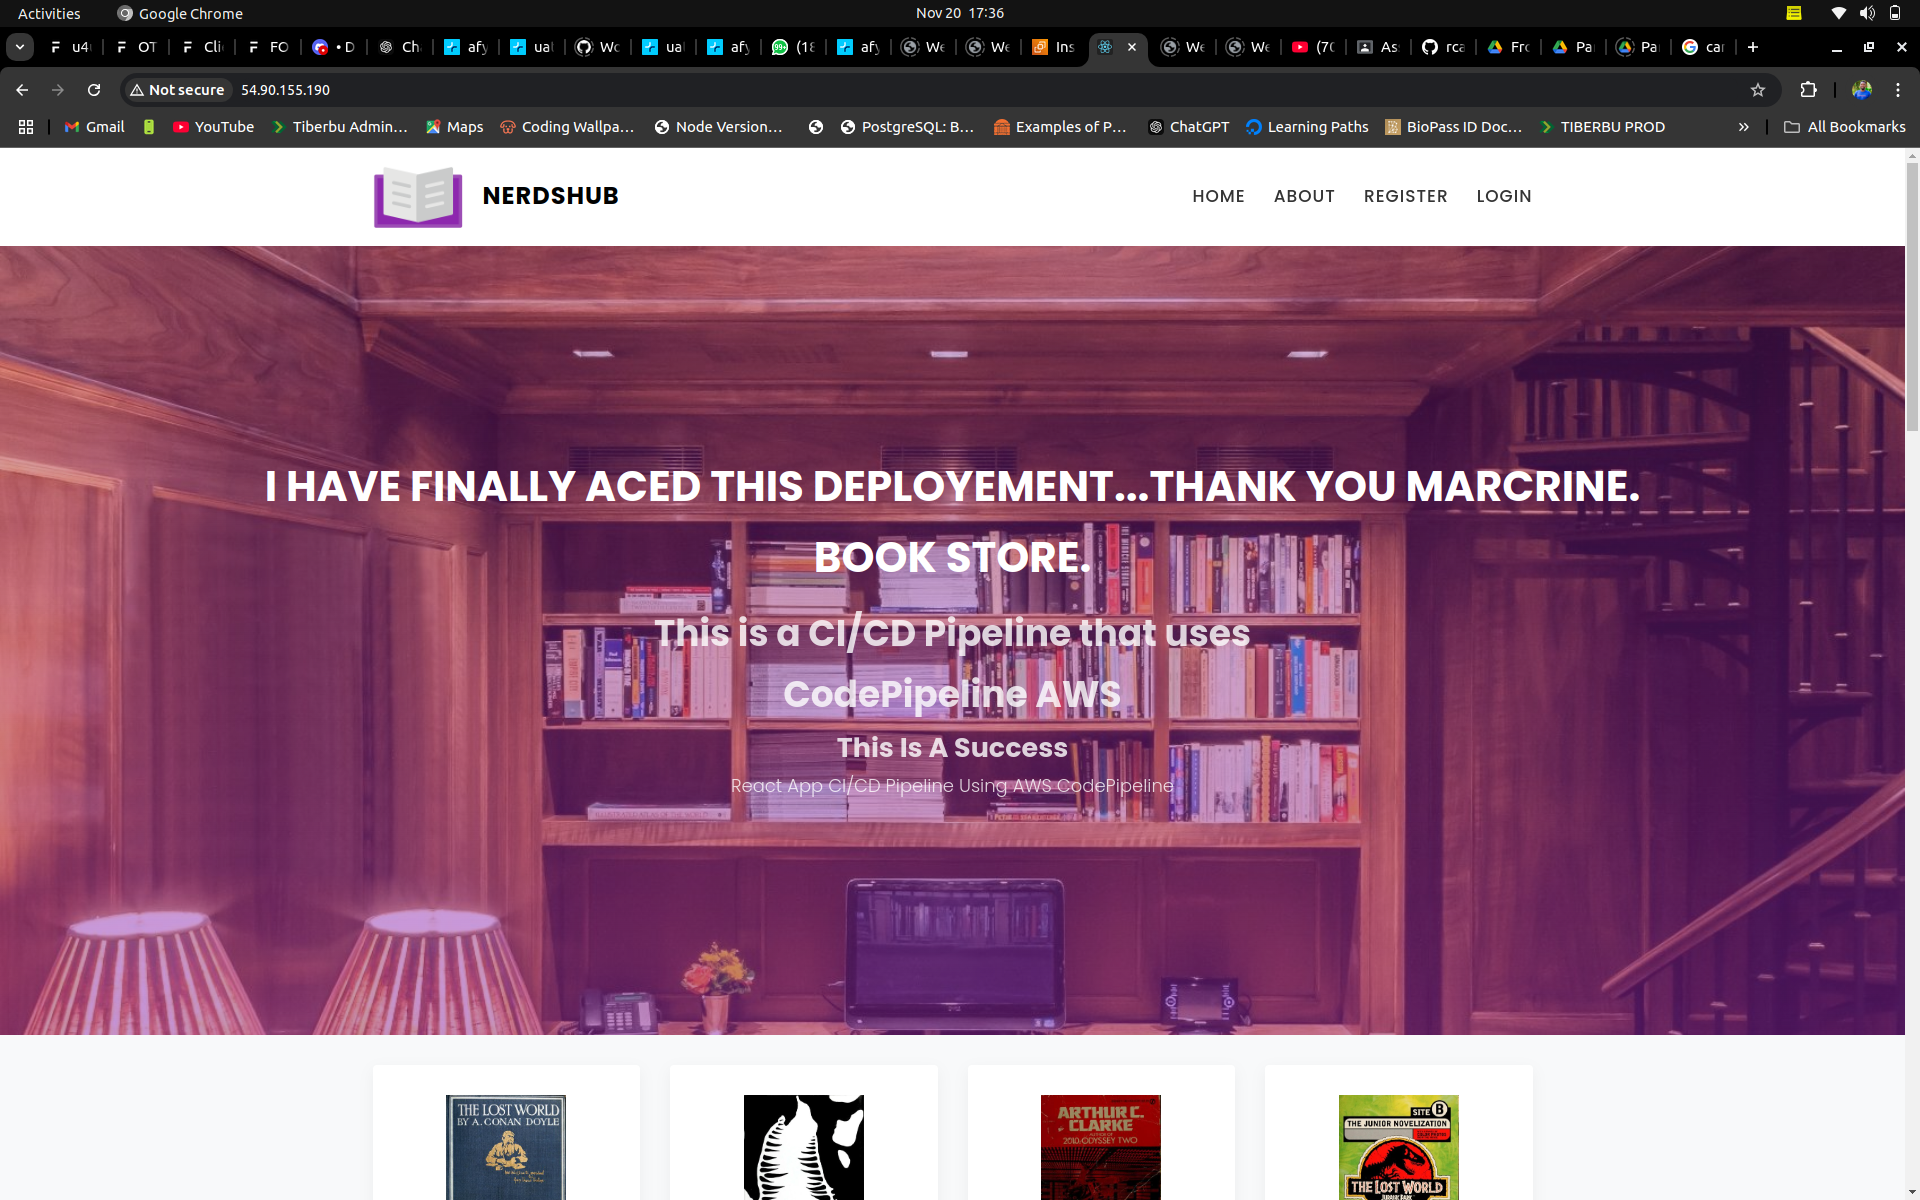 Activities
Google Chrome
Nov 20 17:36
u4
OT
Cli
FO
• D
Ch
afy
ua
Wo
ua
afy
(18
afy
We
We
Ins
We
We
(70
As
rca
Fro
Pa
Pa
car
Not secure
54.90.155.190
Gmail
YouTube
Tiberbu Admin...
Maps
Coding Wallpa...
Node Version...
PostgreSQL: B...
Examples of P...
ChatGPT
Learning Paths
BioPass ID Doc...
TIBERBU PROD
All Bookmarks
NERDSHUB
HOME
ABOUT
REGISTER
LOGIN
I HAVE FINALLY ACED THIS DEPLOYEMENT...THANK YOU MARCRINE.
BOOK STORE.
This is a CI/CD Pipeline that uses
CodePipeline AWS
This Is A Success
React App CI/CD Pipeline Using AWS CodePipeline
THE LOST WORLD
BY A. CONAN DOYLE
ARTHUR C.
CLARKE
2010: ODYSSEY TWO
SITE B
THE JUNIOR NOVELIZATION
THE LOST WORLD
JURASSIC PARK